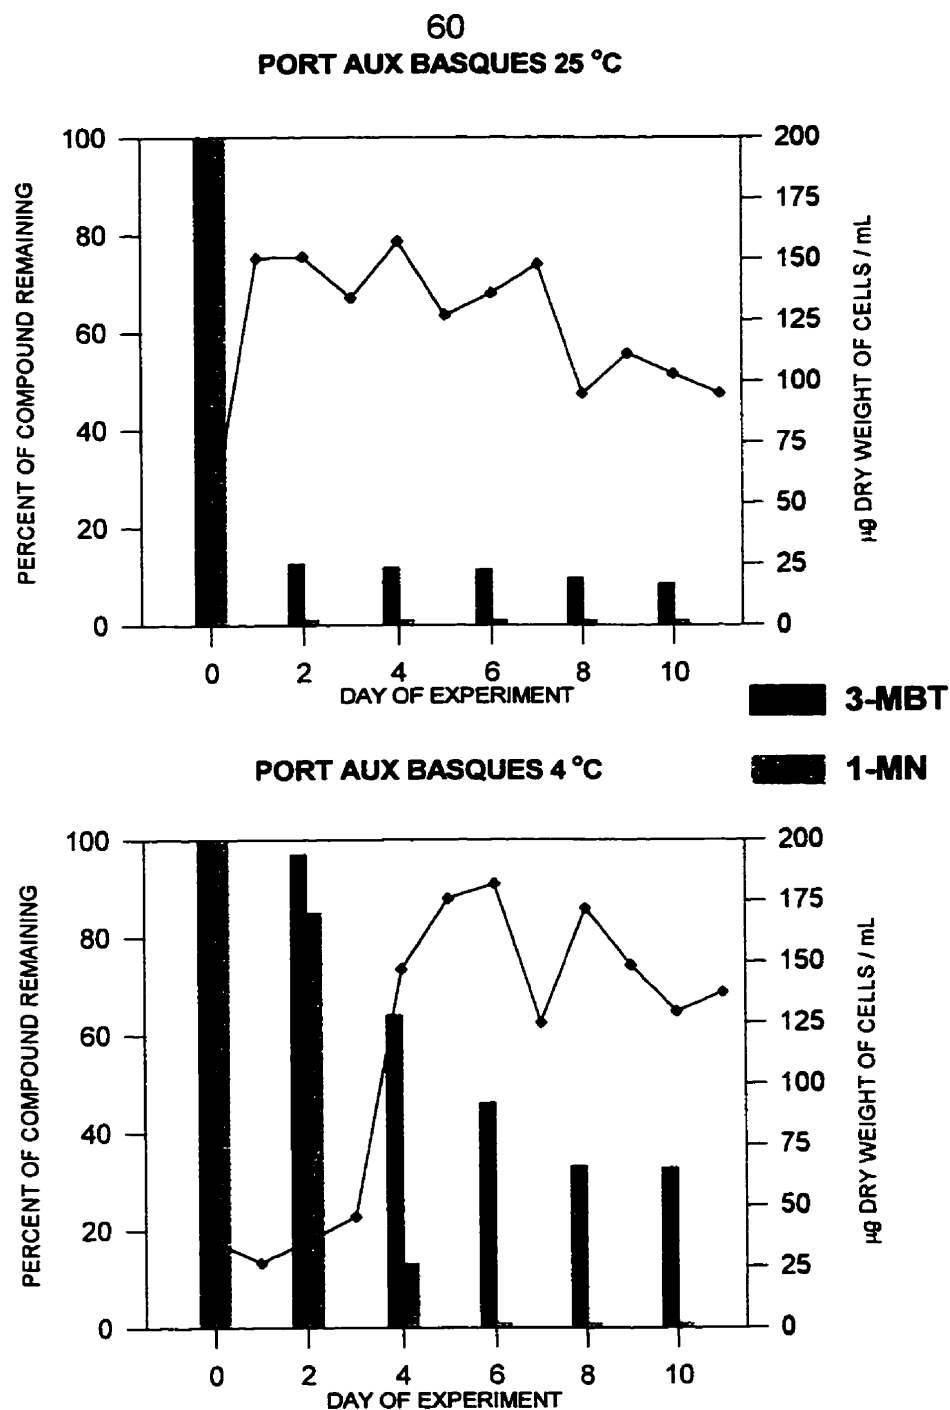 60
PORT AUX BASQUES 25 °C
PERCENT OF COMPOUND REMAINING
100
80
60
40
20
0
200
175
150
125
100
75
50
25
0
µg DRY WEIGHT OF CELLS / mL
0 2 4 6 8 10
DAY OF EXPERIMENT
3-MBT
1-MN
PORT AUX BASQUES 4 °C
PERCENT OF COMPOUND REMAINING
100
80
60
40
20
0
200
175
150
125
100
75
50
25
0
µg DRY WEIGHT OF CELLS / mL
0 2 4 6 8 10
DAY OF EXPERIMENT